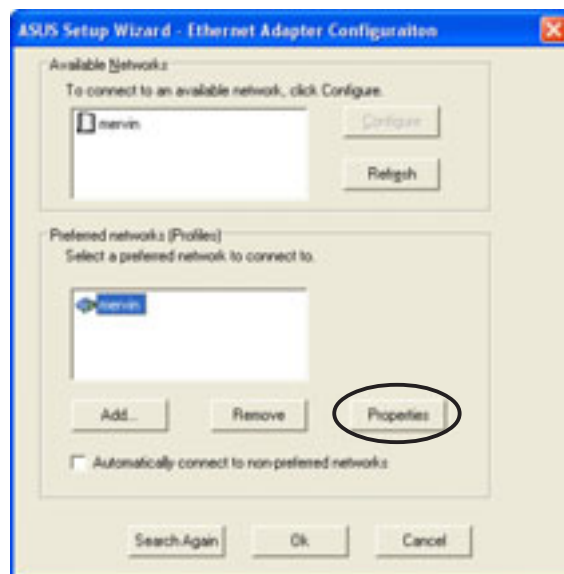 ASUS Setup Wizard - Ethernet Adapter Configuraiton
Available Networks
To connect to an available network, click Configure.
mervin
Configure
Refresh
Preferred networks (Profiles)
Select a preferred network to connect to.
mervin
Add... Remove Properties
Automatically connect to non-preferred networks
Search Again Ok Cancel